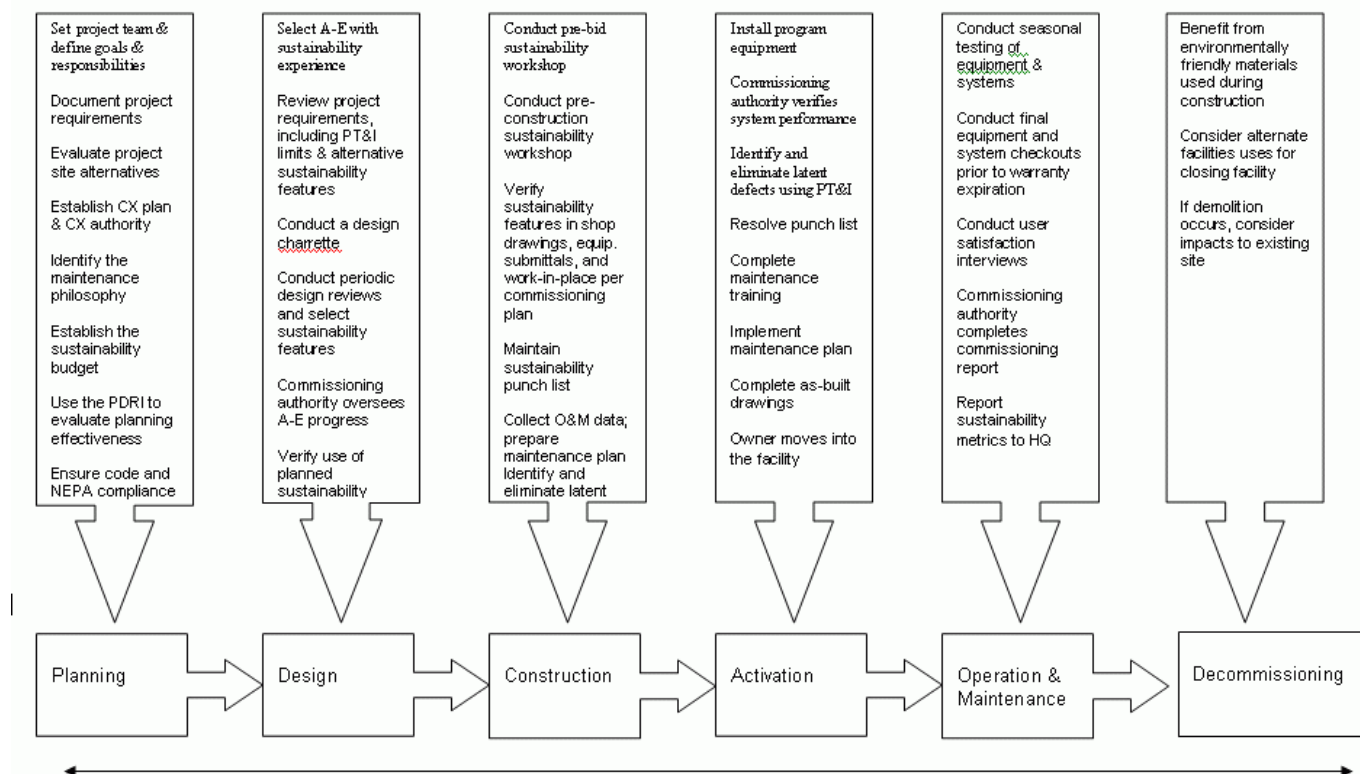 Set project team &
define goals &
responsibilities
Document project
requirements
Evaluate project
site alternatives
Establish CX plan
& CX authority
Identify the
maintenance
philosophy
Establish the
sustainability
budget
Use the PDRI to
evaluate planning
effectiveness
Ensure code and
NEPA compliance
Select A-E with
sustainability
experience
Review project
requirements,
including PT&I
limits & alternative
sustainability
features
Conduct a design
charrette
Conduct periodic
design reviews
and select
sustainability
features
Commissioning
authority oversees
A-E progress
Verify use of
planned
sustainability
Conduct pre-bid
sustainability
workshop
Conduct pre-
construction
sustainability
workshop
Verify
sustainability
features in shop
drawings, equip.
submittals, and
work-in-place per
commissioning
plan
Maintain
sustainability
punch list
Collect O&M data;
prepare
maintenance plan
Identify and
eliminate latent
Install program
equipment
Commissioning
authority verifies
system performance
Identify and
eliminate latent
defects using PT&I
Resolve punch list
Complete
maintenance
training
Implement
maintenance plan
Complete as-built
drawings
Owner moves into
the facility
Conduct seasonal
testing of
equipment &
systems
Conduct final
equipment and
system checkouts
prior to warranty
expiration
Conduct user
satisfaction
interviews
Commissioning
authority
completes
commissioning
report
Report
sustainability
metrics to HQ
Benefit from
environmentally
friendly materials
used during
construction
Consider alternate
facilities uses for
closing facility
If demolition
occurs, consider
impacts to existing
site
Planning
Design
Construction
Activation
Operation &
Maintenance
Decommissioning